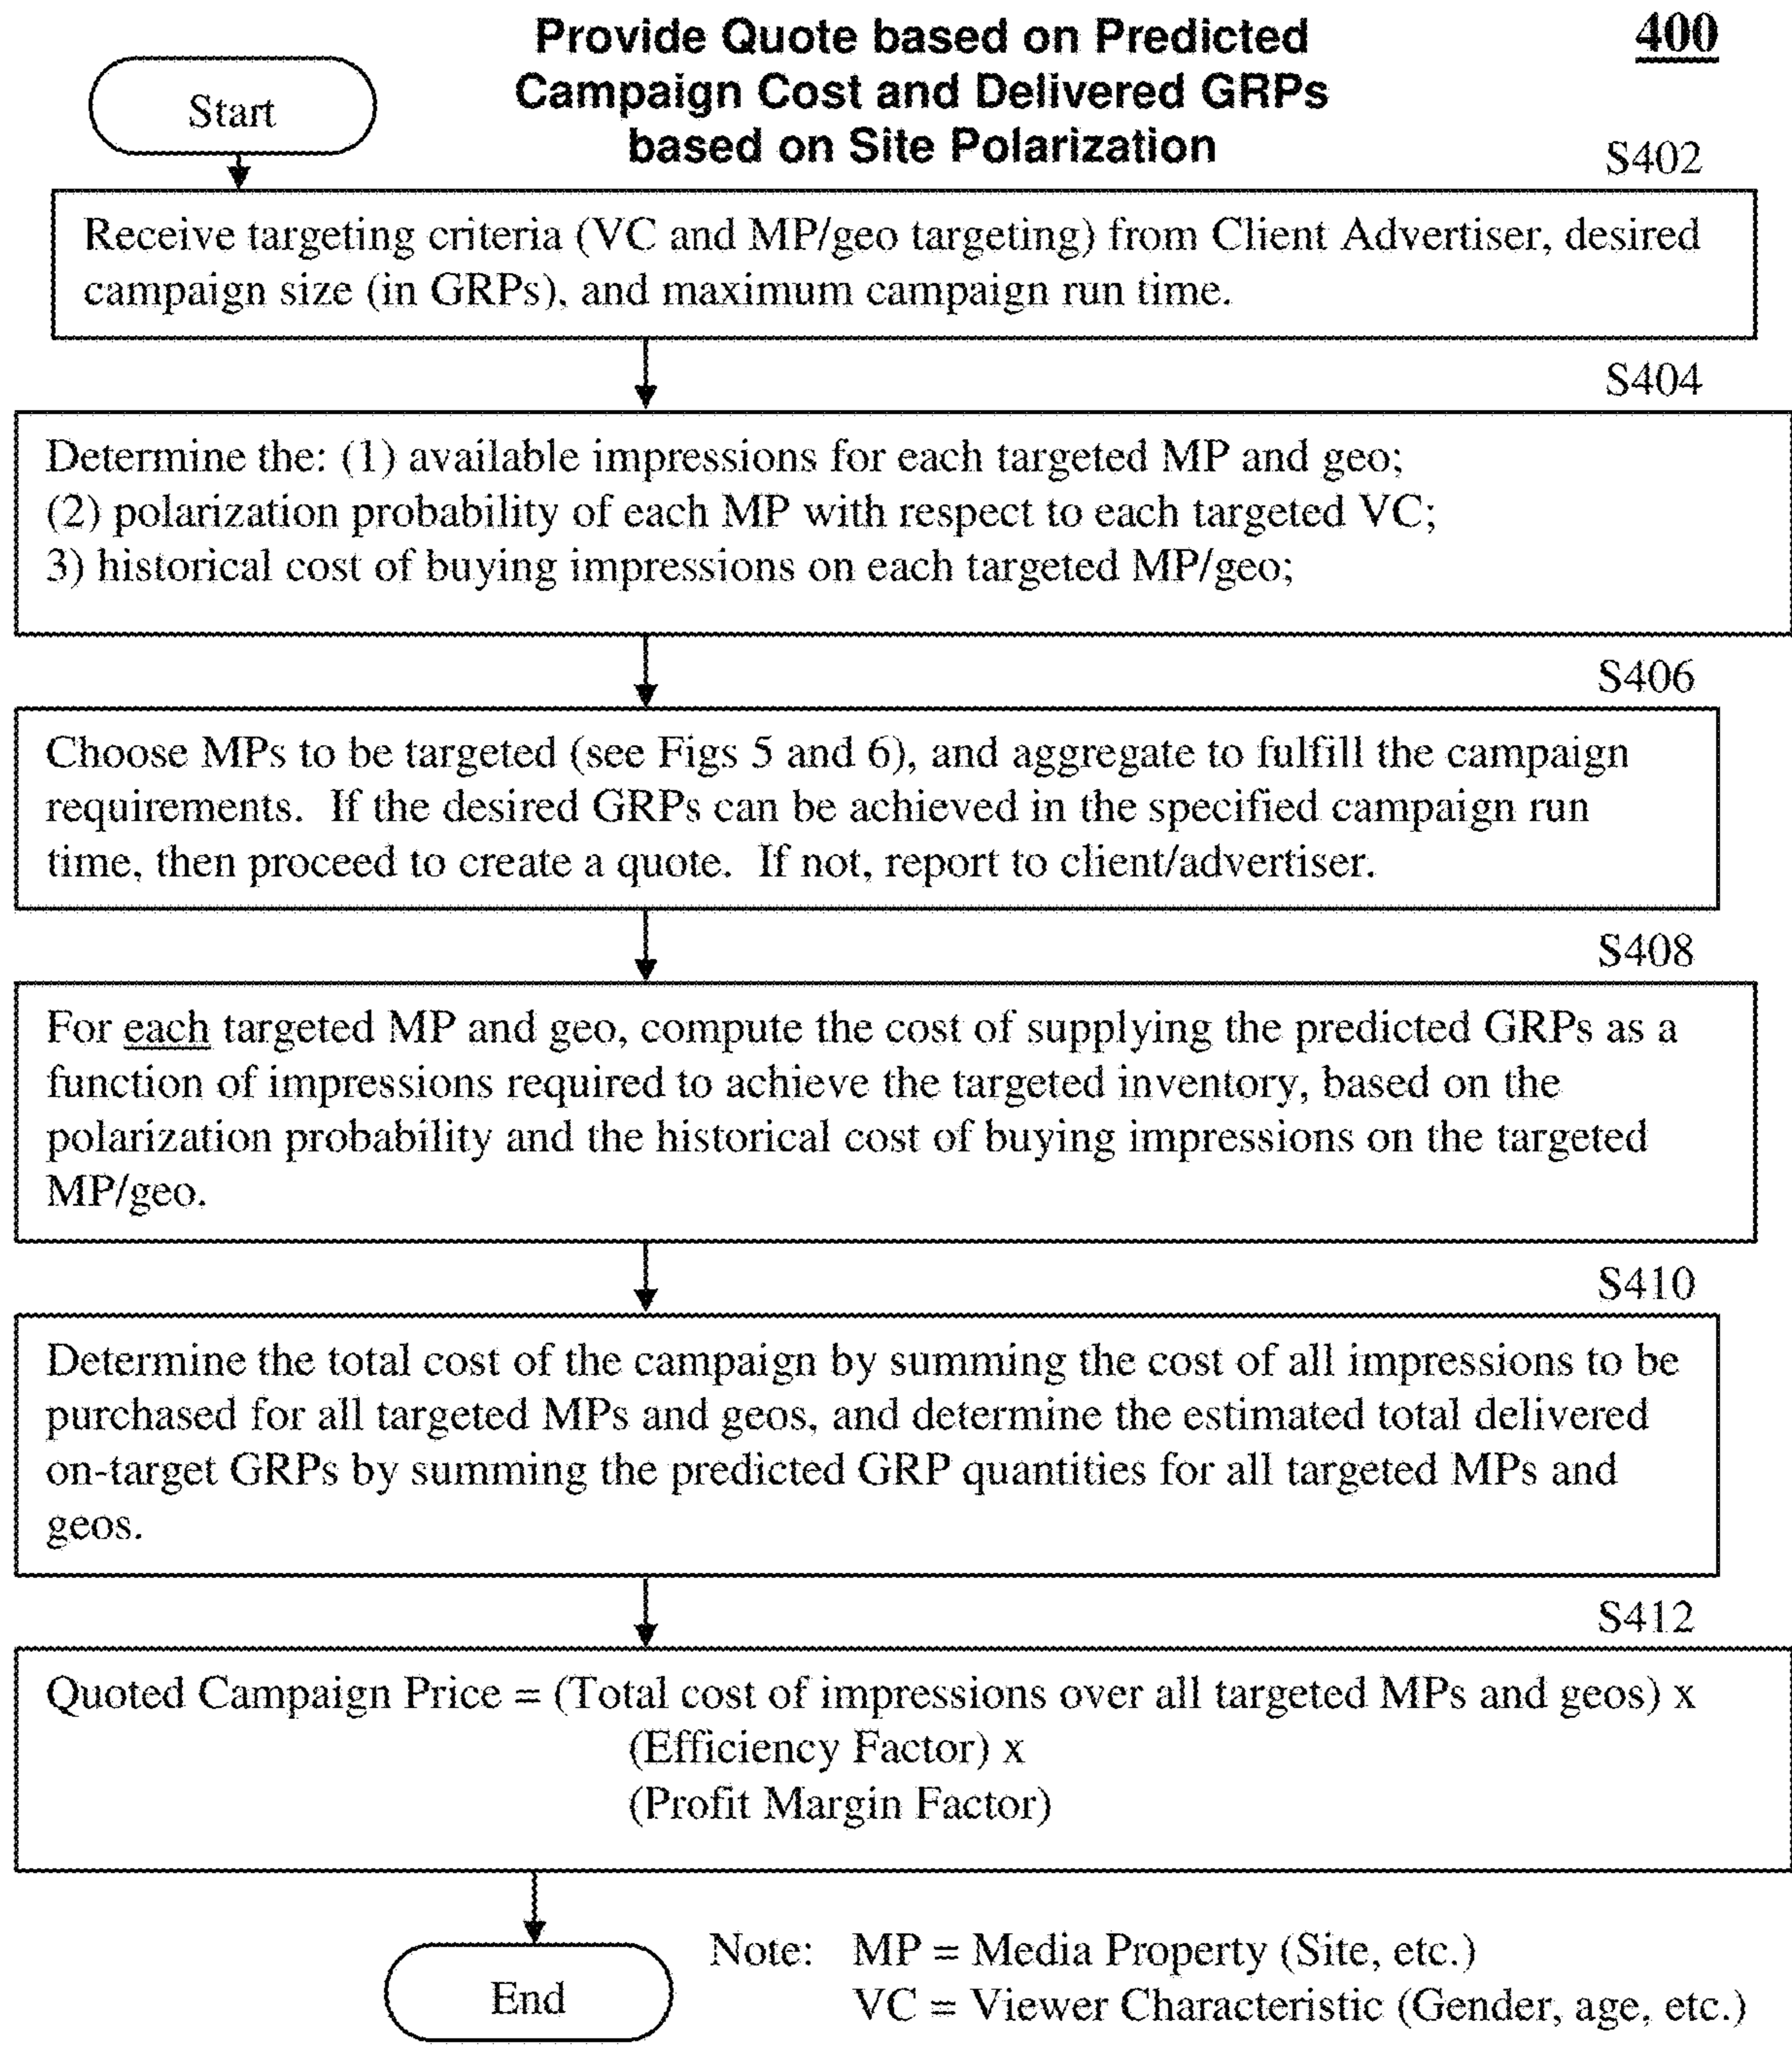 Provide Quote based on Predicted
Campaign Cost and Delivered GRPs
based on Site Polarization
400
Start
S402
Receive targeting criteria (VC and MP/geo targeting) from Client Advertiser, desired
campaign size (in GRPs), and maximum campaign run time.
S404
Determine the: (1) available impressions for each targeted MP and geo;
(2) polarization probability of each MP with respect to each targeted VC;
3) historical cost of buying impressions on each targeted MP/geo;
S406
Choose MPs to be targeted (see Figs 5 and 6), and aggregate to fulfill the campaign
requirements. If the desired GRPs can be achieved in the specified campaign run
time, then proceed to create a quote. If not, report to client/advertiser.
S408
For each targeted MP and geo, compute the cost of supplying the predicted GRPs as a
function of impressions required to achieve the targeted inventory, based on the
polarization probability and the historical cost of buying impressions on the targeted
MP/geo.
S410
Determine the total cost of the campaign by summing the cost of all impressions to be
purchased for all targeted MPs and geos, and determine the estimated total delivered
on-target GRPs by summing the predicted GRP quantities for all targeted MPs and
geos.
S412
Quoted Campaign Price = (Total cost of impressions over all targeted MPs and geos) x
(Efficiency Factor) x
(Profit Margin Factor)
End
Note: MP = Media Property (Site, etc.)
VC = Viewer Characteristic (Gender, age, etc.)